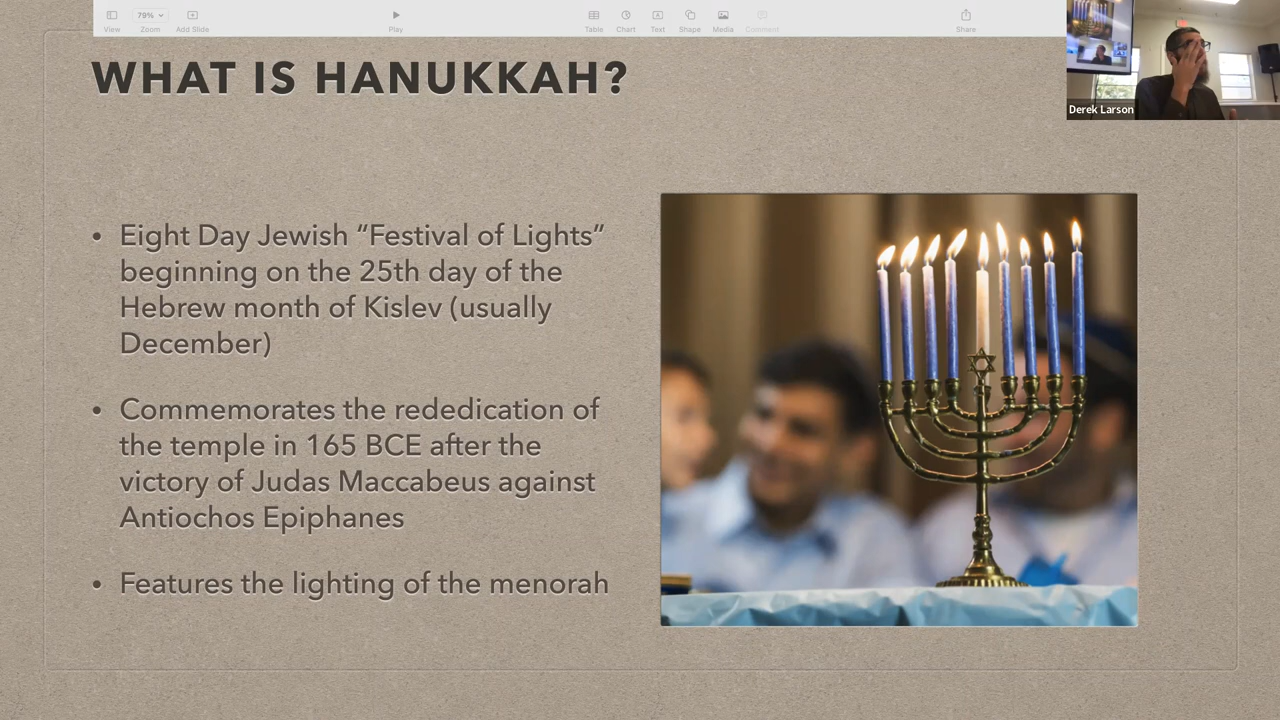 79%
View
Zoom
Add Slide
Play
Table
Chart
Text
Shape
Media
Comment
Share
WHAT IS HANUKKAH?
Derek Larson
• Eight Day Jewish “Festival of Lights”
beginning on the 25th day of the
Hebrew month of Kislev (usually
December)
• Commemorates the rededication of
the temple in 165 BCE after the
victory of Judas Maccabeus against
Antiochos Epiphanes
• Features the lighting of the menorah